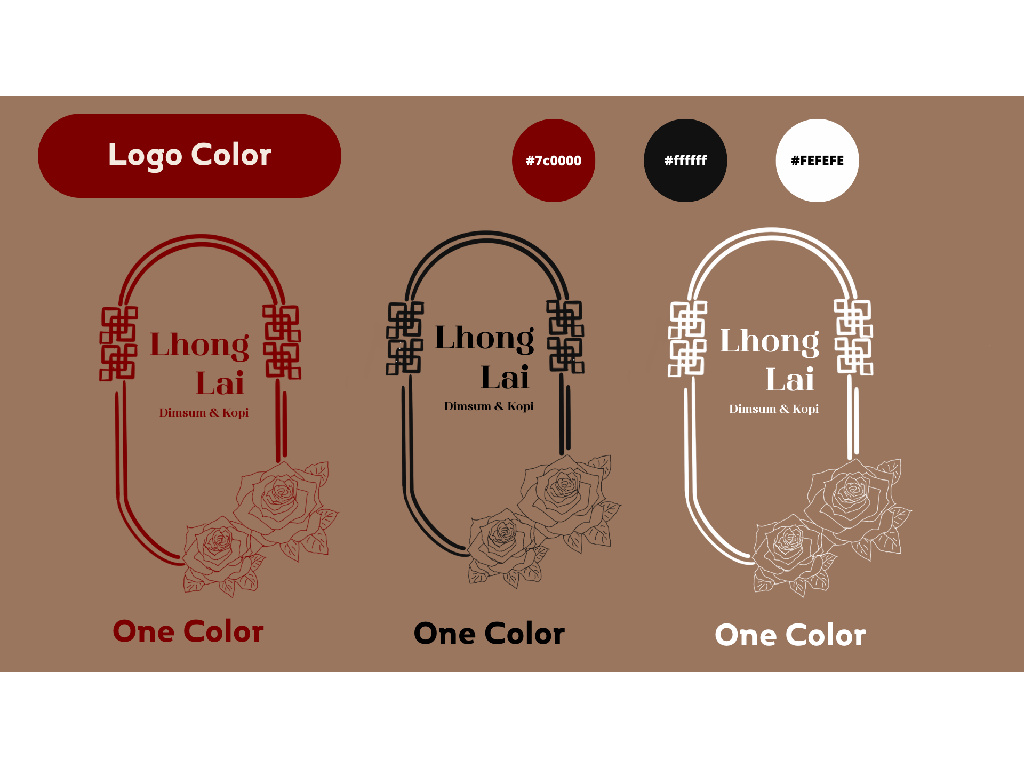 Logo Color
#7c0000
#ffffff
#FEFEFE
Lhong
Lai
Dimsum & Kopi
One Color
Lhong
Lai
Dimsum & Kopi
One Color
Lhong
Lai
Dimsum & Kopi
One Color